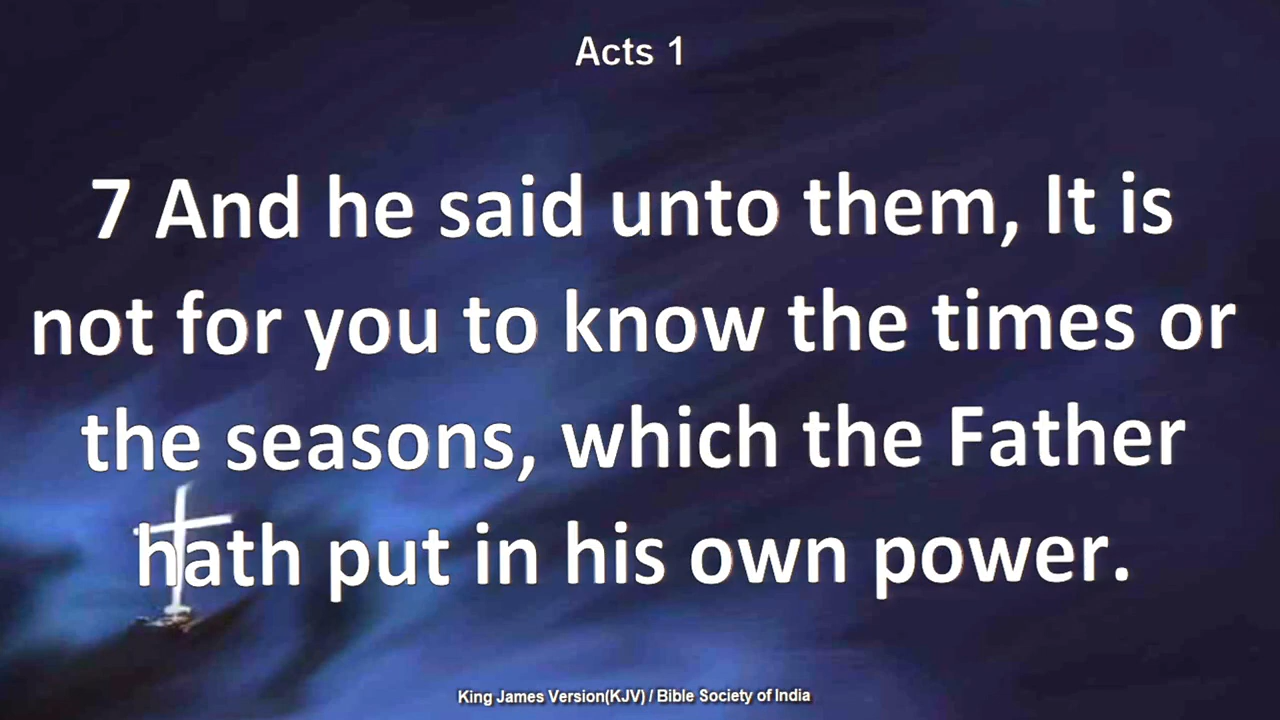 Acts 1
7 And he said unto them, It is
not for you to know the times or
the seasons, which the Father
hath put in his own power.
King James Version(KJV) / Bible Society of India